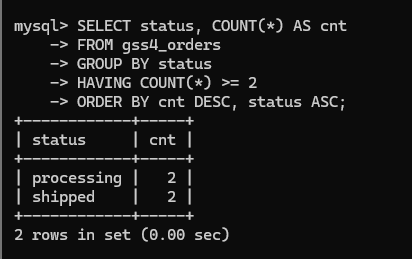 mysql> SELECT status, COUNT(*) AS cnt
    -> FROM gss4_orders
    -> GROUP BY status
    -> HAVING COUNT(*) >= 2
    -> ORDER BY cnt DESC, status ASC;
+------------+-----+
| status     | cnt |
+------------+-----+
| processing |   2 |
| shipped    |   2 |
+------------+-----+
2 rows in set (0.00 sec)